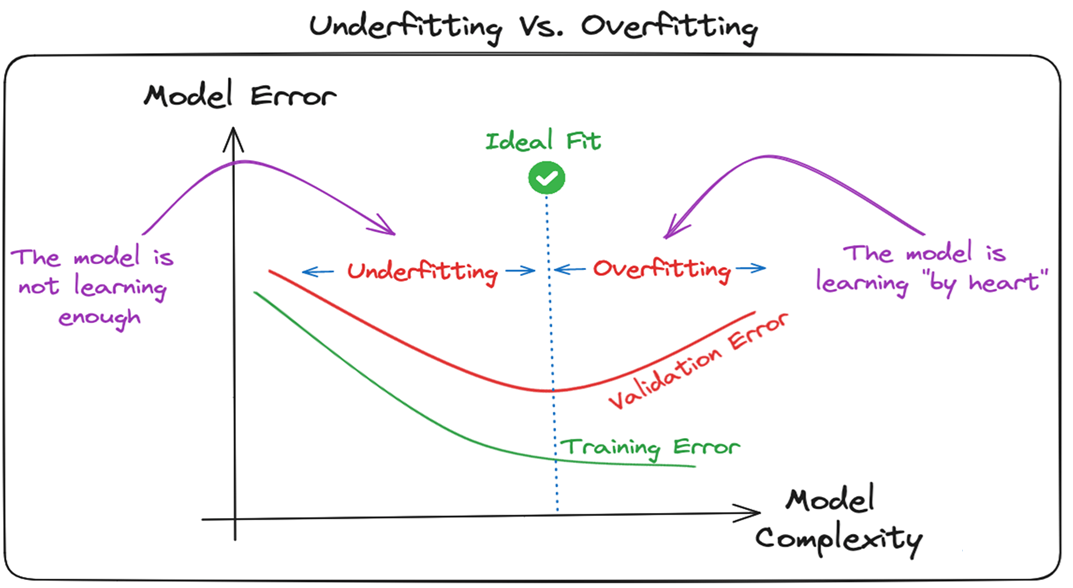 Underfitting Vs. Overfitting
Model Error
Ideal Fit
The model is
not learning
enough
Underfitting
Overfitting
The model is
learning "by heart"
Validation Error
Training Error
Model
Complexity